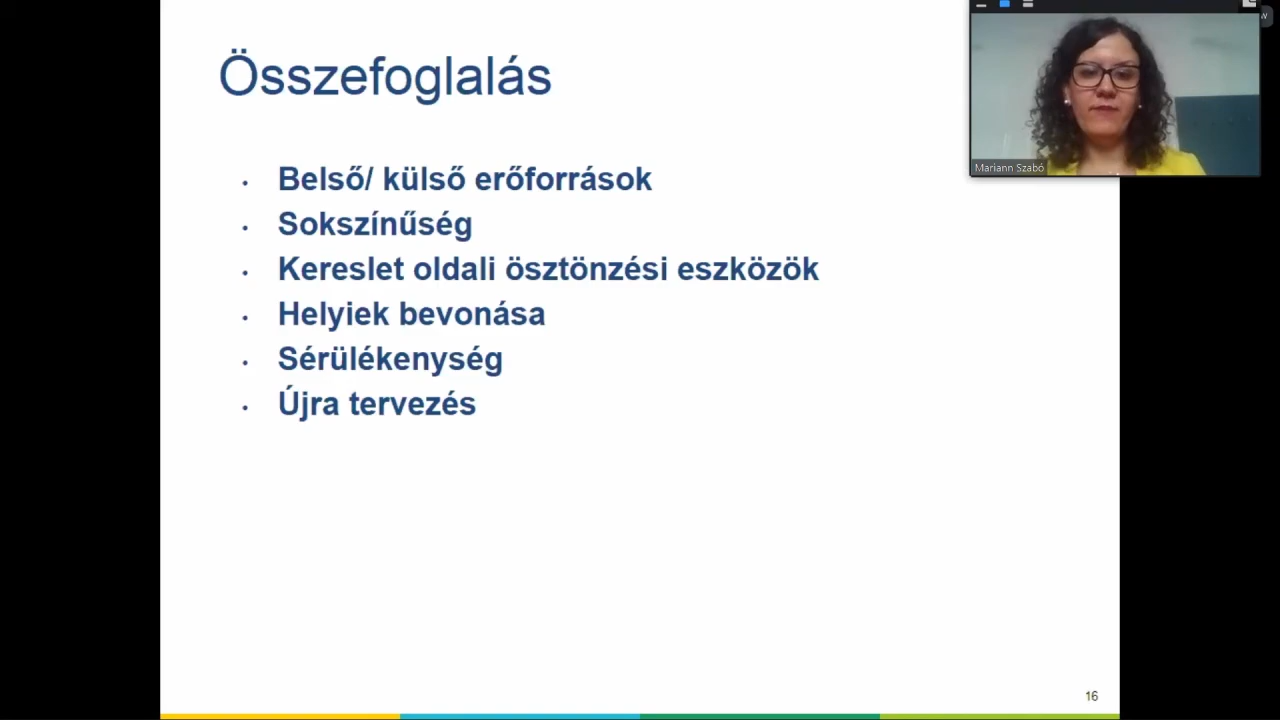 Összefoglalás
• Belső/ külső erőforrások
• Sokszínűség
• Kereslet oldali ösztönzési eszközök
• Helyiek bevonása
• Sérülékenység
• Újra tervezés
Mariann Szabó
16